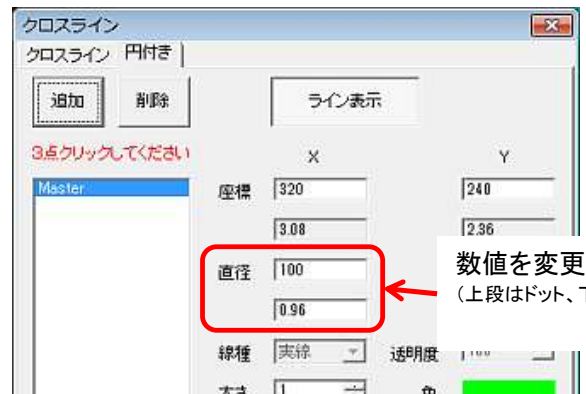 クロスライン
クロスライン 円付き
追加 削除 ライン表示
3点クリックしてください X Y
Master 座標 320 240
3.08 2.36
直径 100
0.96
数値を変更
（上段はドット、
線種 実線 透明度 100
太さ 1 色